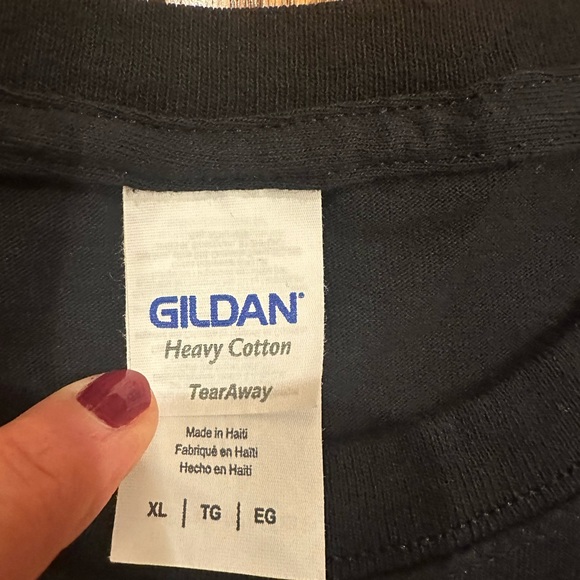 GILDAN®
Heavy Cotton
TearAway
Made in Haiti
Fabriqué en Haïti
Hecho en Haití
XL | TG | EG